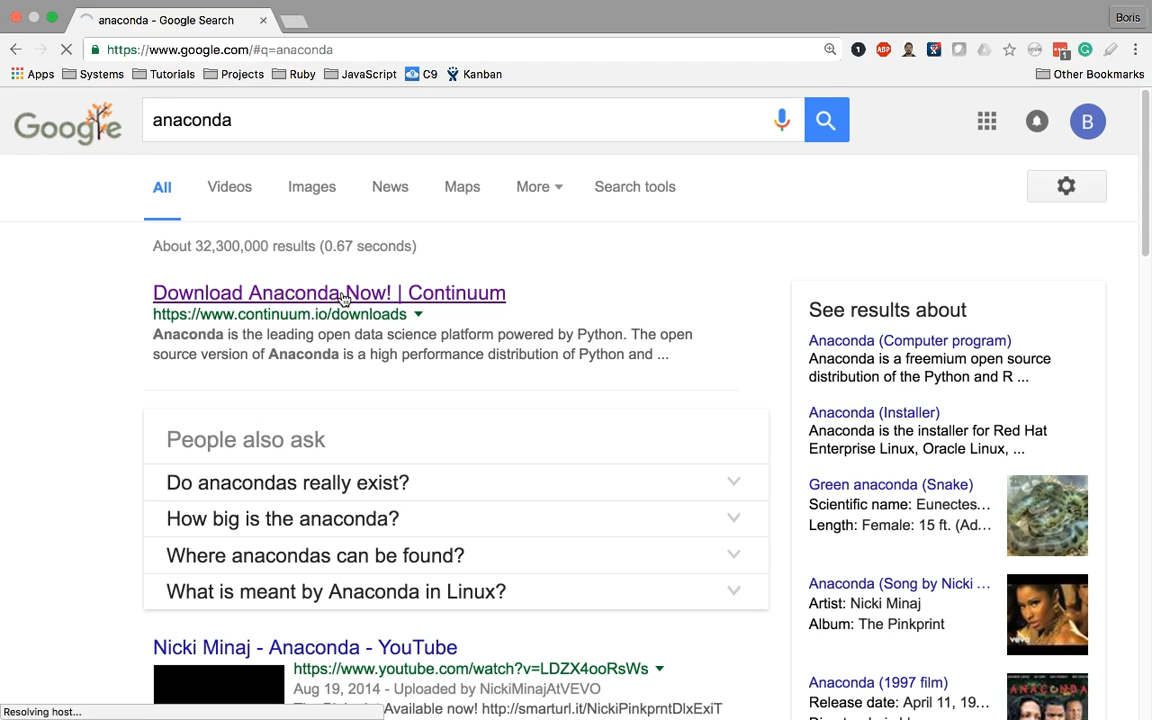 anaconda - Google Search
Boris
https://www.google.com/#q=anaconda
1
ABP
1
Apps
Systems
Tutorials
Projects
Ruby
JavaScript
C9
Kanban
Other Bookmarks
Google
anaconda
B
All
Videos
Images
News
Maps
More
Search tools
About 32,300,000 results (0.67 seconds)
Download Anaconda Now! | Continuum
https://www.continuum.io/downloads
Anaconda is the leading open data science platform powered by Python. The open
source version of Anaconda is a high performance distribution of Python and ...
People also ask
Do anacondas really exist?
How big is the anaconda?
Where anacondas can be found?
What is meant by Anaconda in Linux?
Nicki Minaj - Anaconda - YouTube
https://www.youtube.com/watch?v=LDZX4ooRsWs
Aug 19, 2014 - Uploaded by NickiMinajAtVEVO
Available now! http://smarturl.it/NickiPinkprntDlxExiT
See results about
Anaconda (Computer program)
Anaconda is a freemium open source
distribution of the Python and R ...
Anaconda (Installer)
Anaconda is the installer for Red Hat
Enterprise Linux, Oracle Linux, ...
Green anaconda (Snake)
Scientific name: Eunectes...
Length: Female: 15 ft. (Ad...
Anaconda (Song by Nicki ...
Artist: Nicki Minaj
Album: The Pinkprint
vevo
Anaconda (1997 film)
Release date: April 11, 19...
ANACONDA
Resolving host...